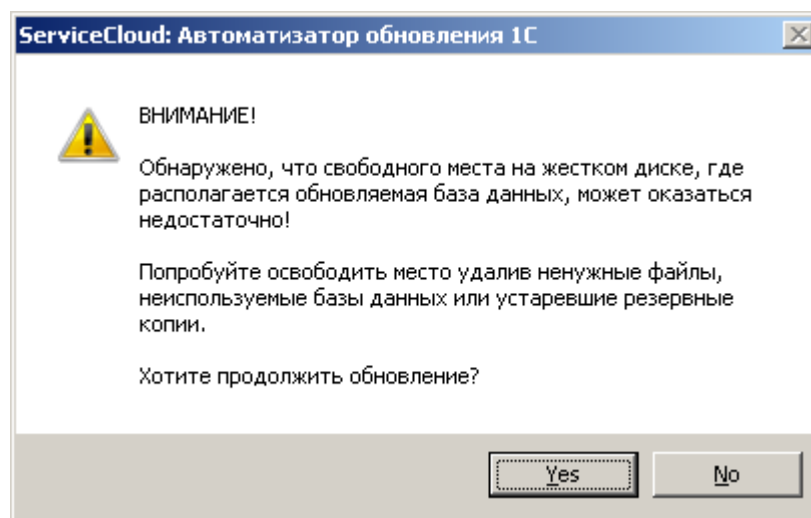 ServiceCloud: Автоматизатор обновления 1С
ВНИМАНИЕ!
Обнаружено, что свободного места на жестком диске, где
располагается обновляемая база данных, может оказаться
недостаточно!
Попробуйте освободить место удалив ненужные файлы,
неиспользуемые базы данных или устаревшие резервные
копии.
Хотите продолжить обновление?
Yes
No